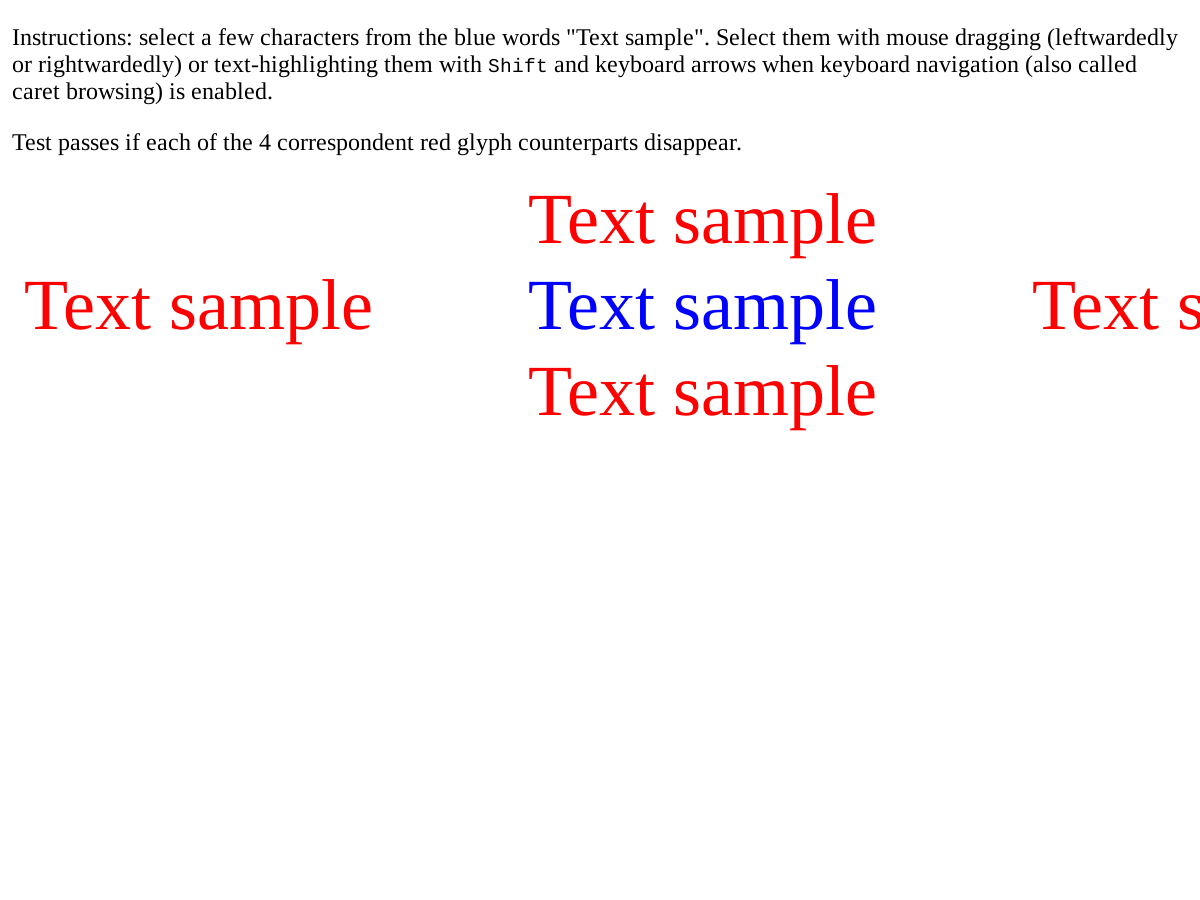 Instructions: select a few characters from the blue words "Text sample". Select them with mouse dragging (leftwardedly
or rightwardedly) or text-highlighting them with Shift and keyboard arrows when keyboard navigation (also called
caret browsing) is enabled.
Test passes if each of the 4 correspondent red glyph counterparts disappear.
Text sample
Text sample Text sample Text s
Text sample